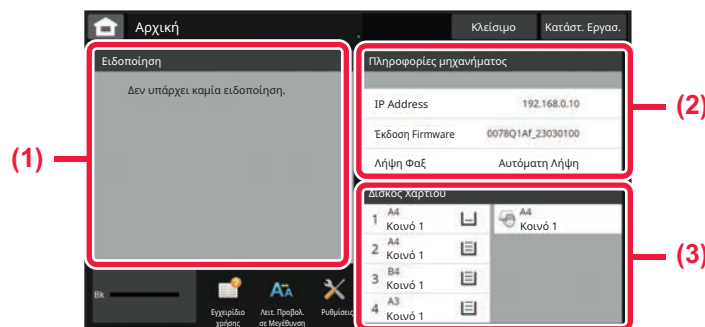 Αρχική
Κλείσιμο
Κατάστ. Εργασ.
Ειδοποίηση
Δεν υπάρχει καμία ειδοποίηση.
(1)
Πληροφορίες μηχανήματος
IP Address 192.168.0.10
Έκδοση Firmware 0078Q1Af_23030100
Λήψη Φαξ Αυτόματη Λήψη
(2)
Δίσκος Χαρτιού
1 A4
Κοινό 1
A4
Κοινό 1
2 A4
Κοινό 1
3 B4
Κοινό 1
4 A3
Κοινό 1
(3)
Bk
Εγχειρίδιο
χρήσης
Λειτ. Προβολ.
σε Μεγέθυνση
Ρυθμίσεις